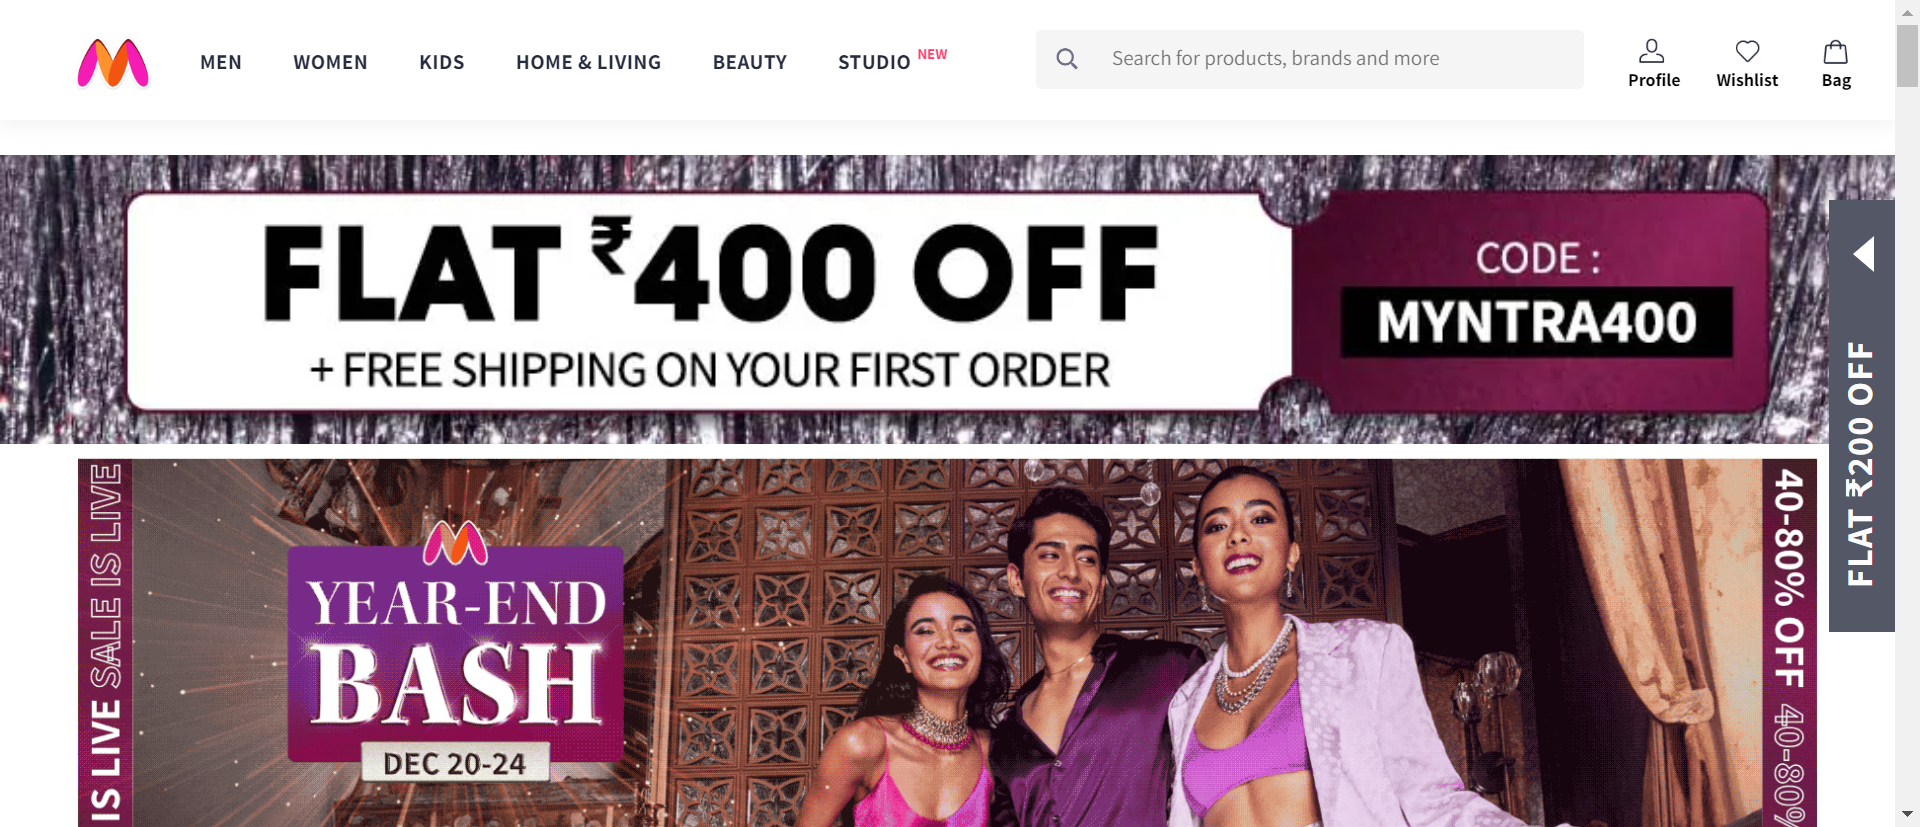 MEN
WOMEN
KIDS
HOME & LIVING
BEAUTY
STUDIO NEW
Search for products, brands and more
Profile
Wishlist
Bag
FLAT ₹400 OFF
+ FREE SHIPPING ON YOUR FIRST ORDER
CODE :
MYNTRA400
FLAT ₹200 OFF
IS LIVE SALE IS LIVE
YEAR-END
BASH
DEC 20-24
40-80% OFF 40-80%